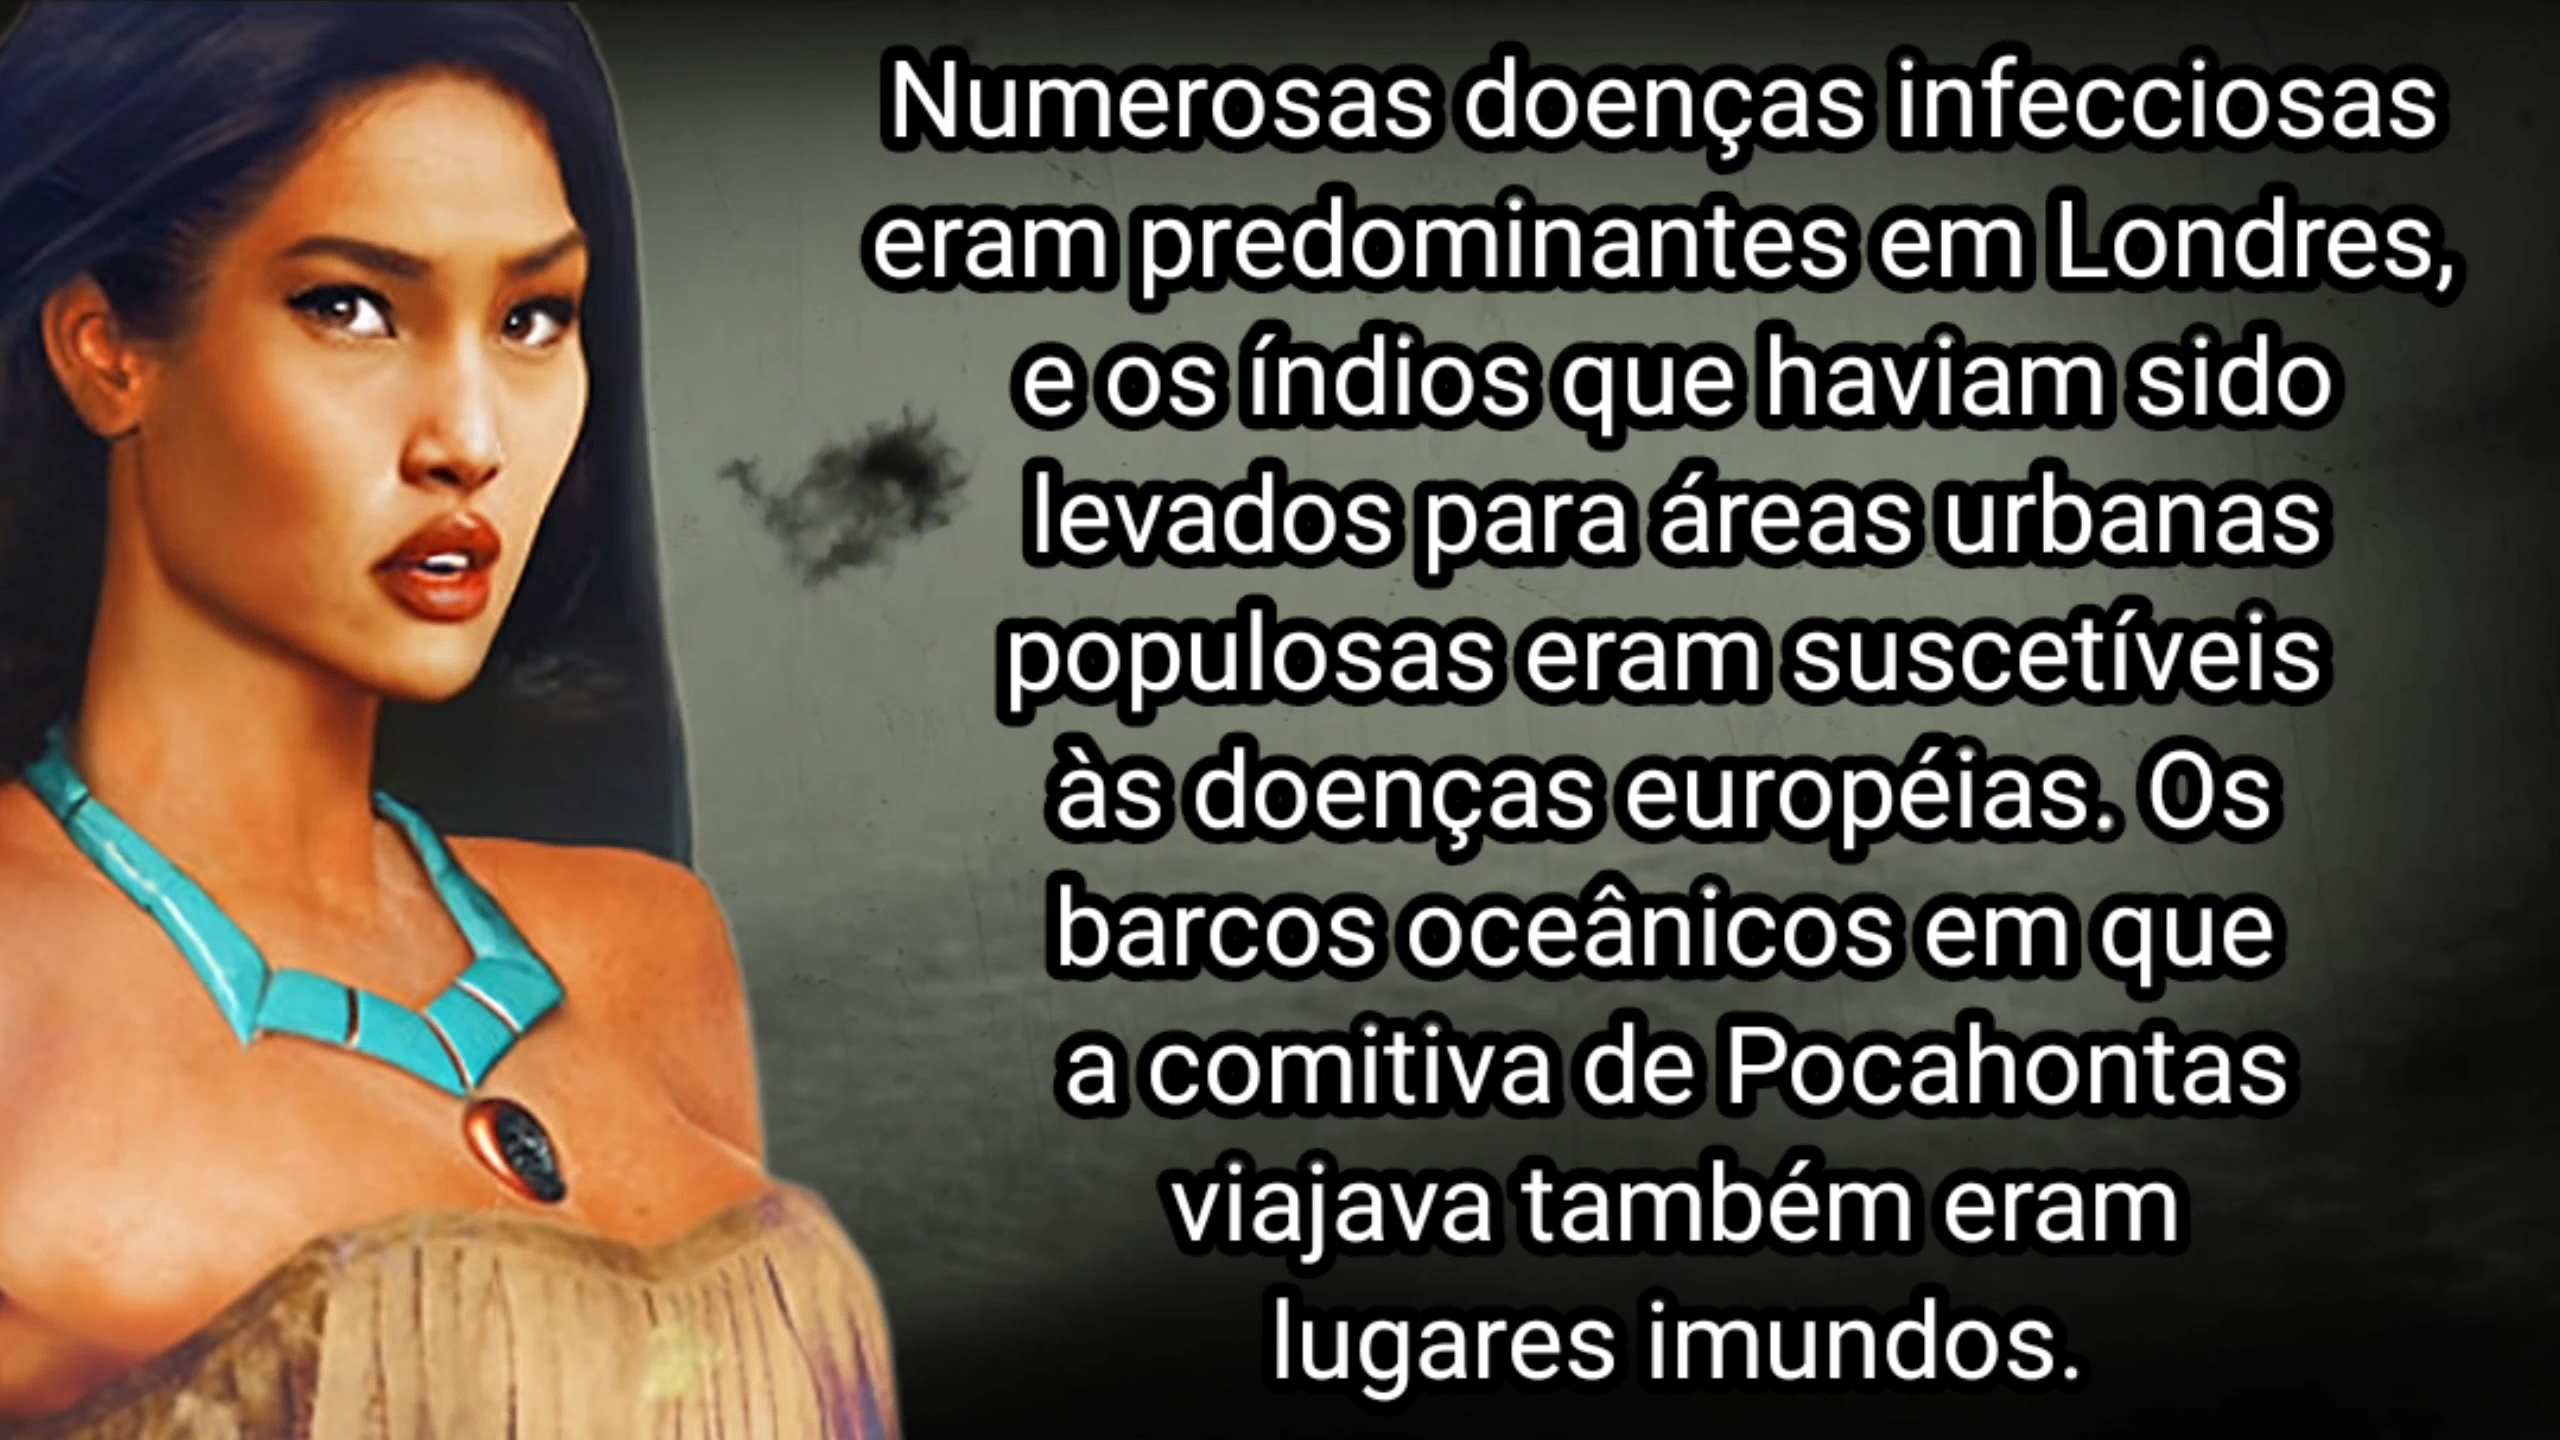 Numerosas doenças infecciosas
eram predominantes em Londres,
e os índios que haviam sido
levados para áreas urbanas
populosas eram suscetíveis
às doenças européias. Os
barcos oceânicos em que
a comitiva de Pocahontas
viajava também eram
lugares imundos.